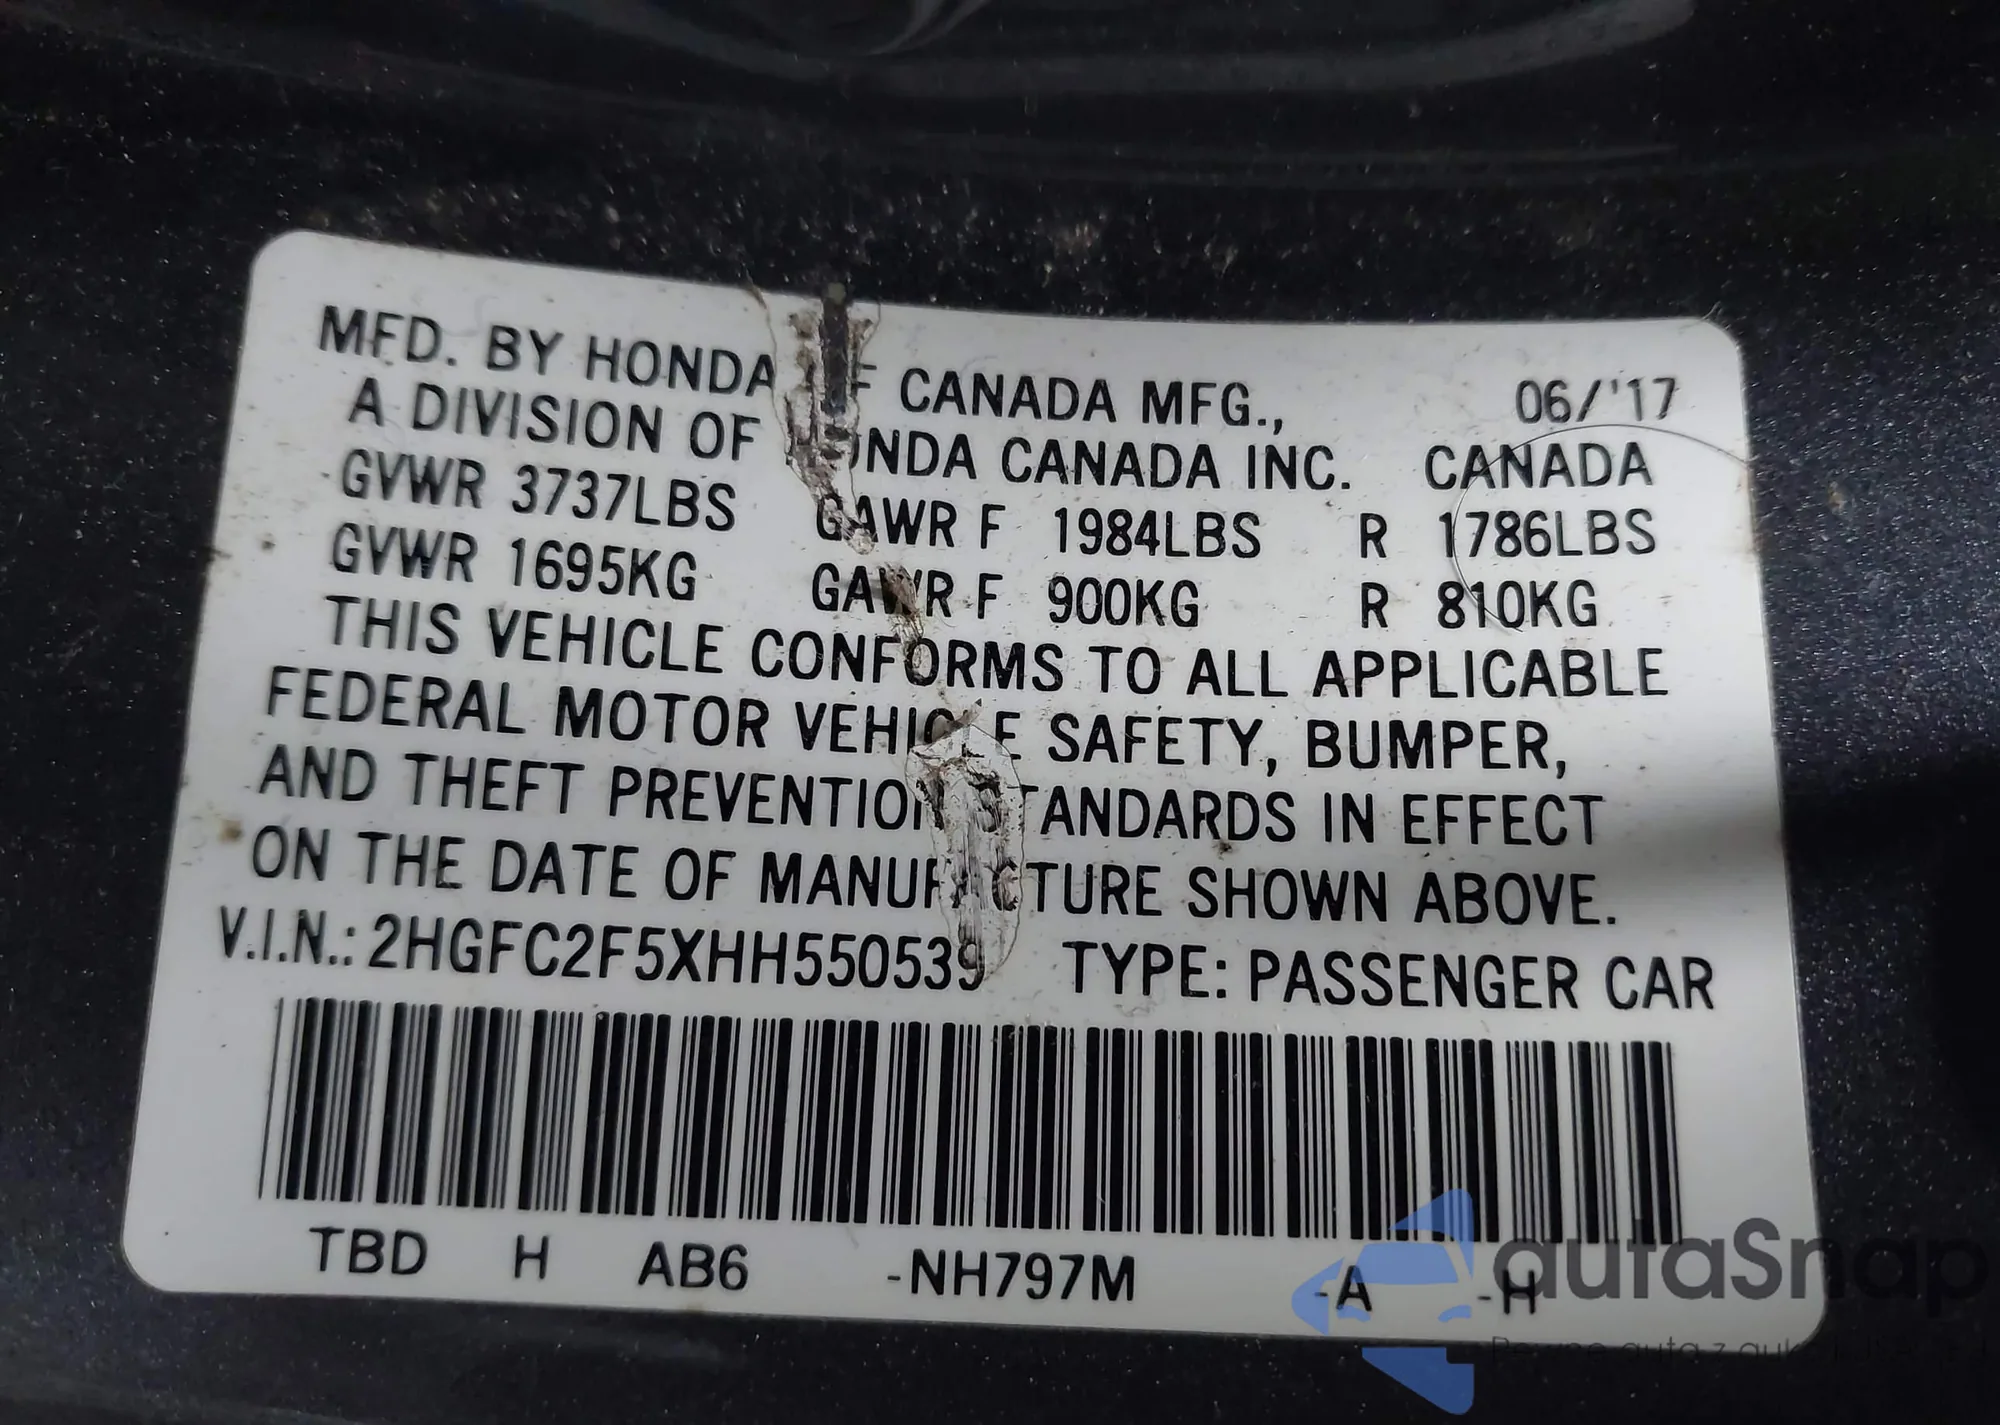 MFD. BY HONDA OF CANADA MFG., 06/'17
A DIVISION OF HONDA CANADA INC. CANADA
GVWR 3737LBS GAWR F 1984LBS R 1786LBS
GVWR 1695KG GAWR F 900KG R 810KG
THIS VEHICLE CONFORMS TO ALL APPLICABLE
FEDERAL MOTOR VEHICLE SAFETY, BUMPER,
AND THEFT PREVENTION STANDARDS IN EFFECT
ON THE DATE OF MANUFACTURE SHOWN ABOVE.
V.I.N.: 2HGFC2F5XHH550539 TYPE: PASSENGER CAR
TBD H AB6 -NH797M -A -H
autaSnap
Pewne auta z